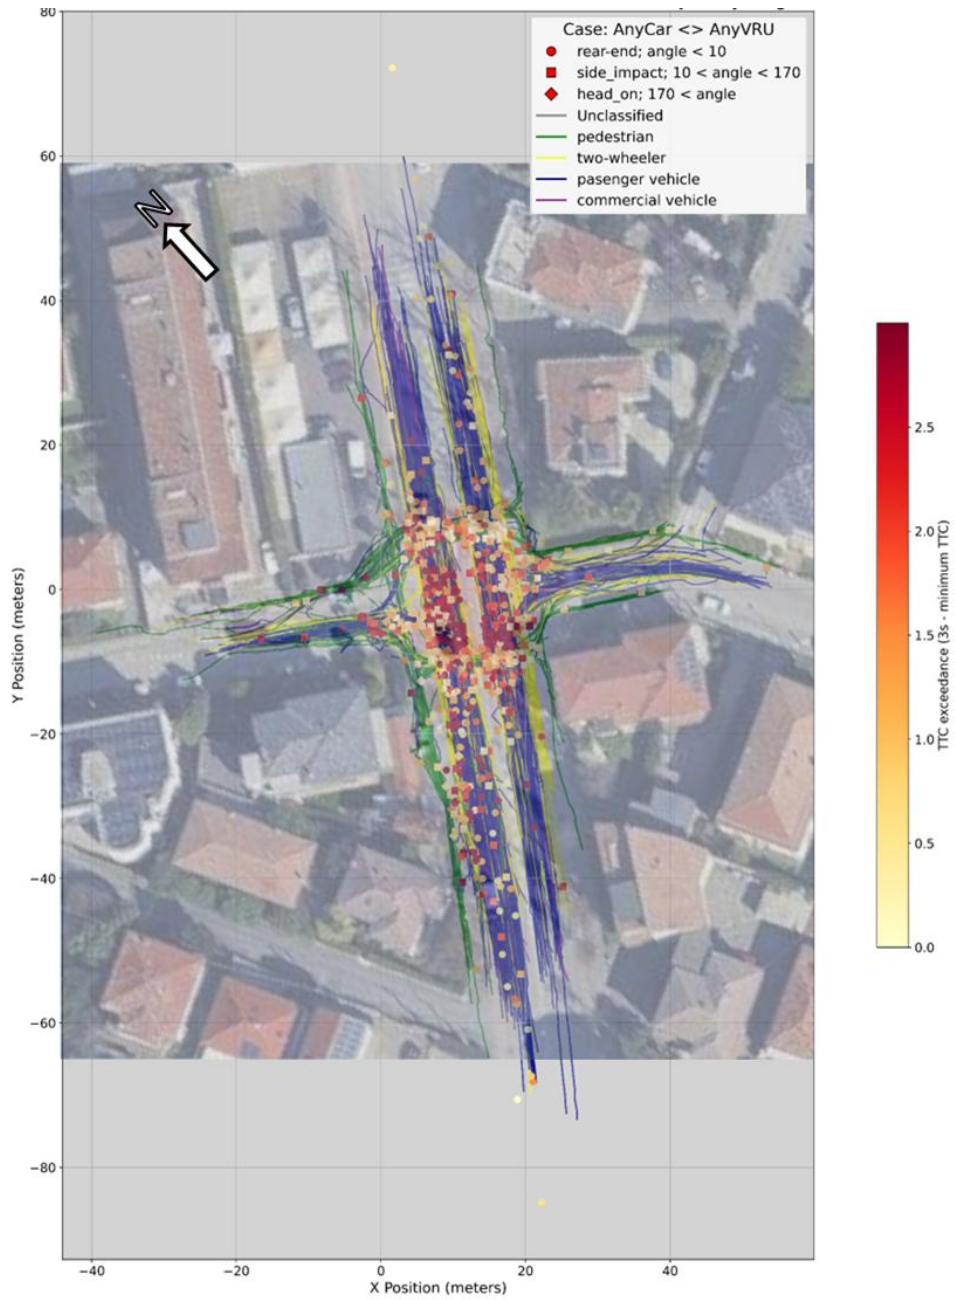 Case: AnyCar <> AnyVRU
rear-end; angle < 10
side_impact; 10 < angle < 170
head_on; 170 < angle
Unclassified
pedestrian
two-wheeler
pasenger vehicle
commercial vehicle
N
80
60
40
20
0
−20
−40
−60
−80
Y Position (meters)
−40
−20
0
20
40
X Position (meters)
2.5
2.0
1.5
1.0
0.5
0.0
TTC exceedance (3s - minimum TTC)